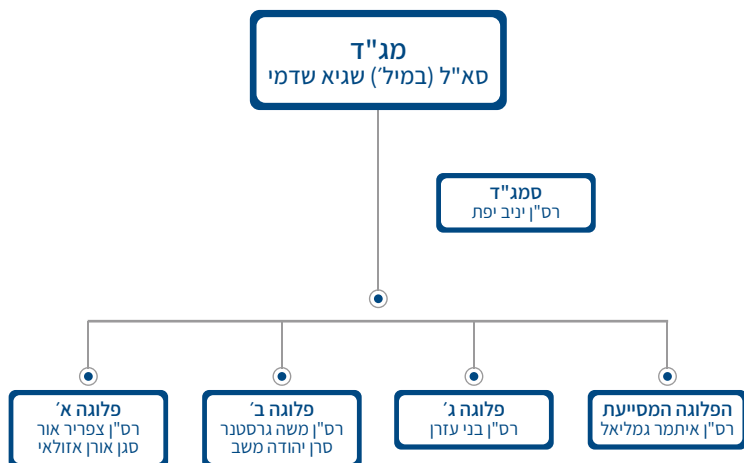 מג"ד
סא"ל (במיל׳) שגיא שדמי
סמג"ד
רס"ן יניב יפת
הפלוגה המסייעת
רס"ן איתמר גמליאל
פלוגה ג׳
רס"ן בני עזרן
פלוגה ב׳
רס"ן משה גרסטנר
סרן יהודה משב
פלוגה א׳
רס"ן צפריר אור
סגן אורן אזולאי